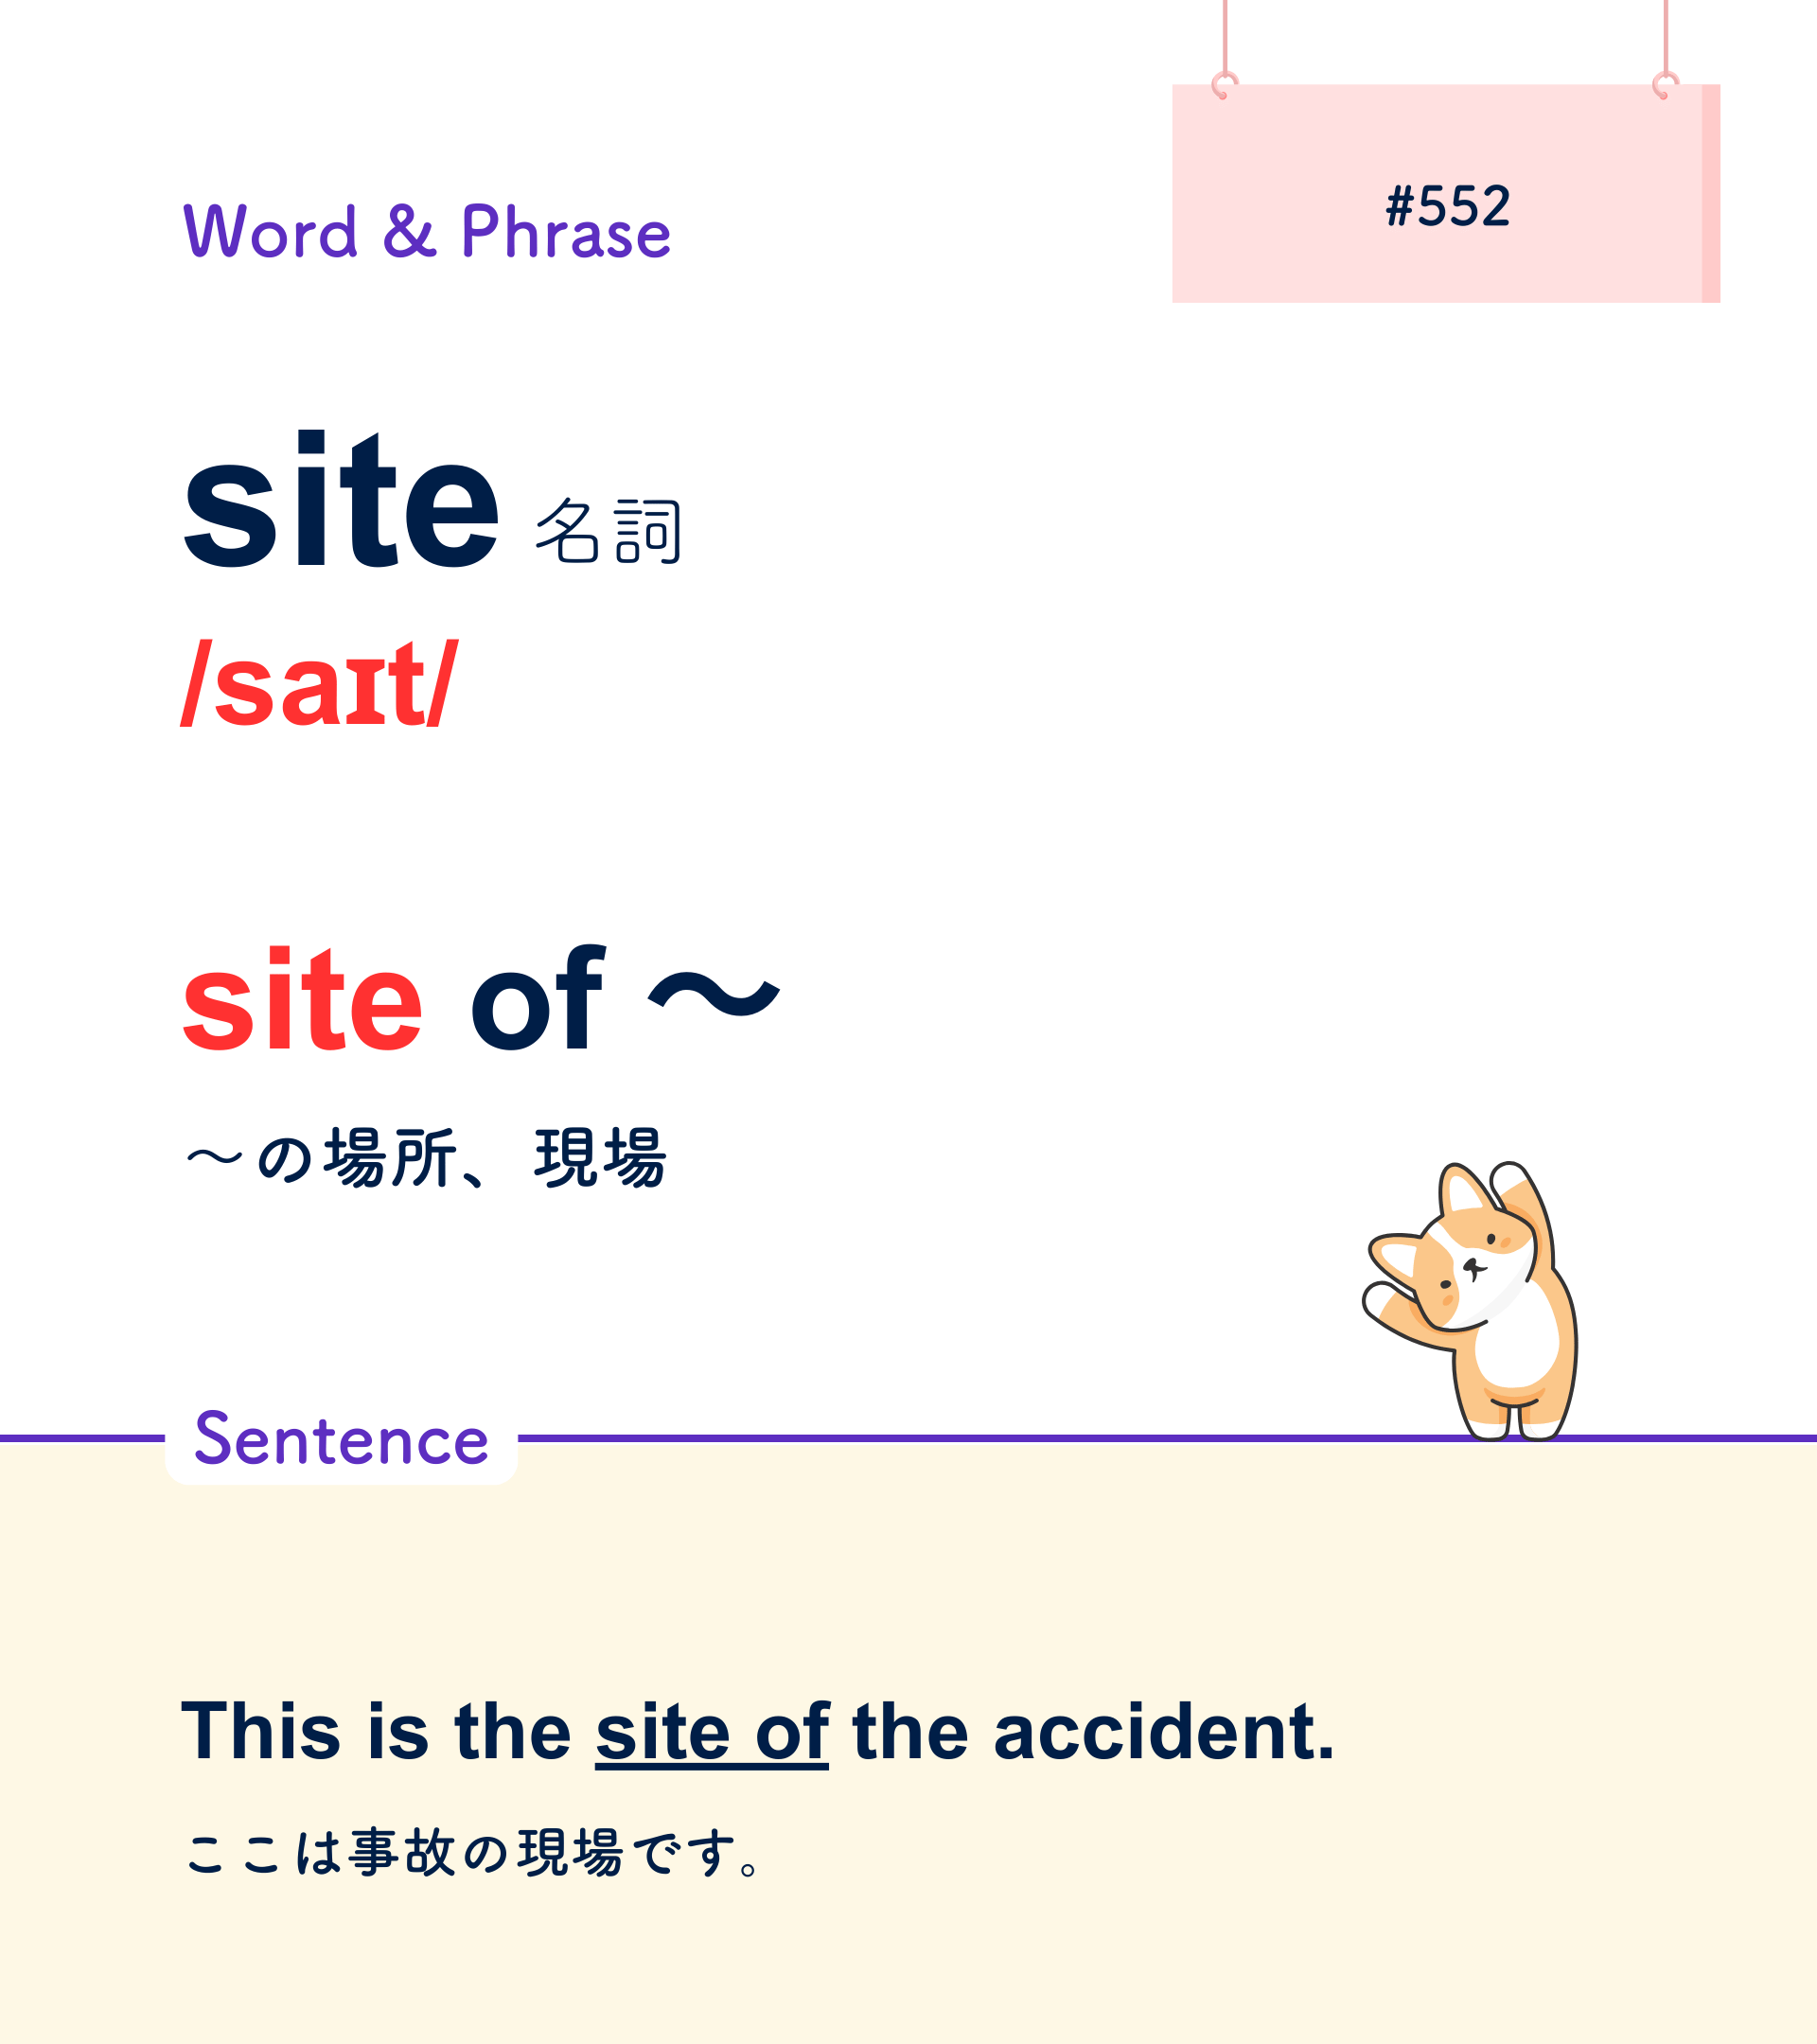 #552
Word & Phrase
site 名詞
/saɪt/
site of 〜
〜の場所、現場
Sentence
This is the site of the accident.
ここは事故の現場です。